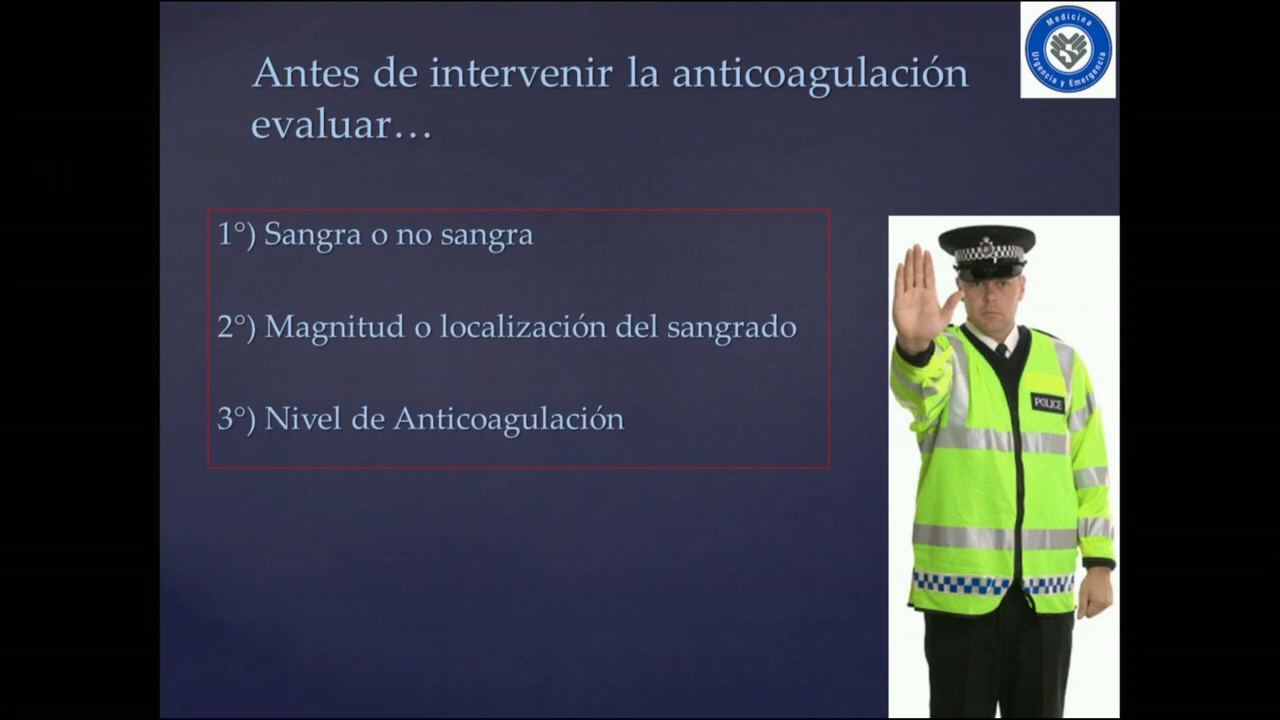 Antes de intervenir la anticoagulación
evaluar…
Medicina
Urgencia y Emergencia
1°) Sangra o no sangra
2°) Magnitud o localización del sangrado
3°) Nivel de Anticoagulación
POLICE